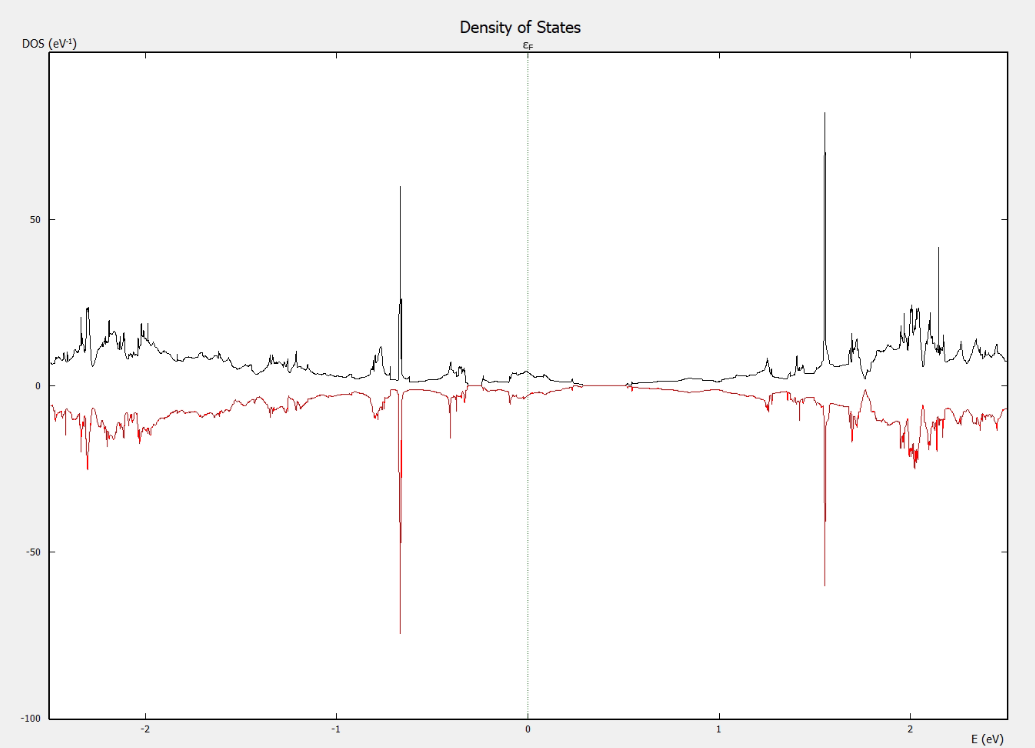 Density of States
DOS (eV⁻¹)
εF
50
0
-50
-100
-2
-1
0
1
2
E (eV)